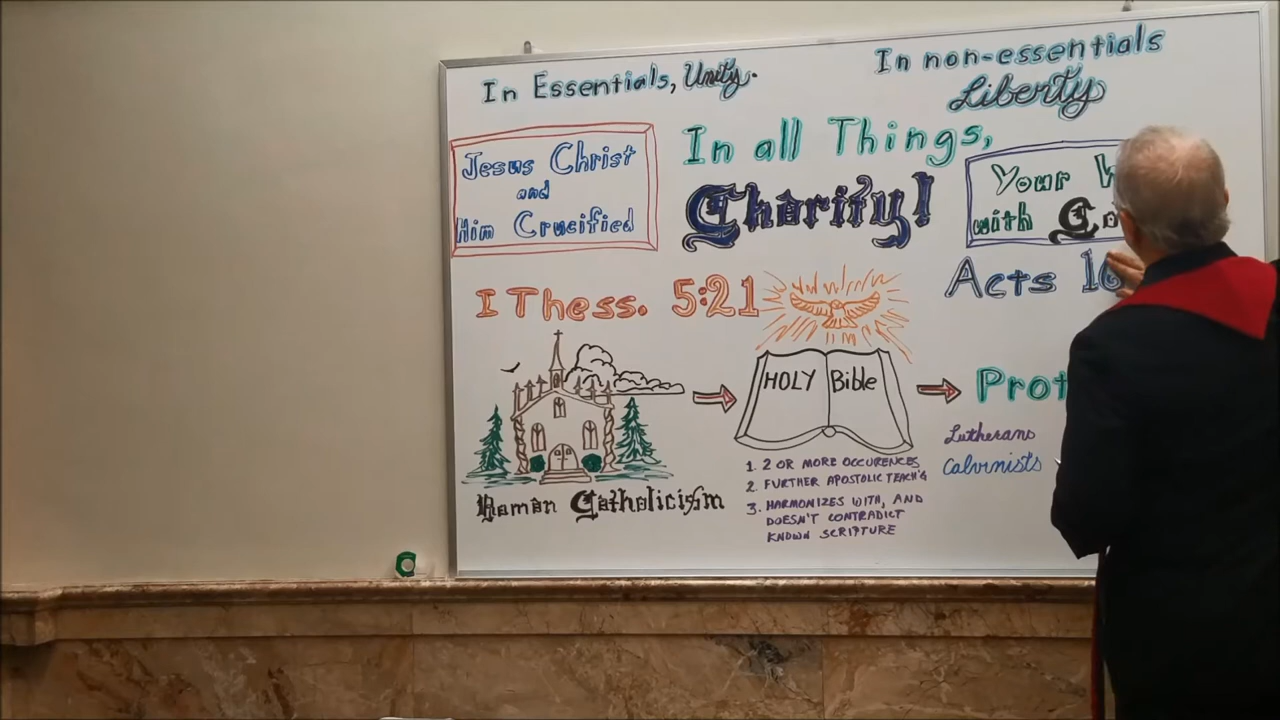 In Essentials, Unity.
In non-essentials
Liberty
In all Things,
Charity!
Jesus Christ
and
Him Crucified
Your
with
Acts
I Thess. 5:21
HOLY Bible
Lutherans
Calvinists
1. 2 OR MORE OCCURENCES
2. FURTHER APOSTOLIC TEACH'G
3. HARMONIZES WITH, AND
DOESN'T CONTRADICT
KNOWN SCRIPTURE
Roman Catholicism